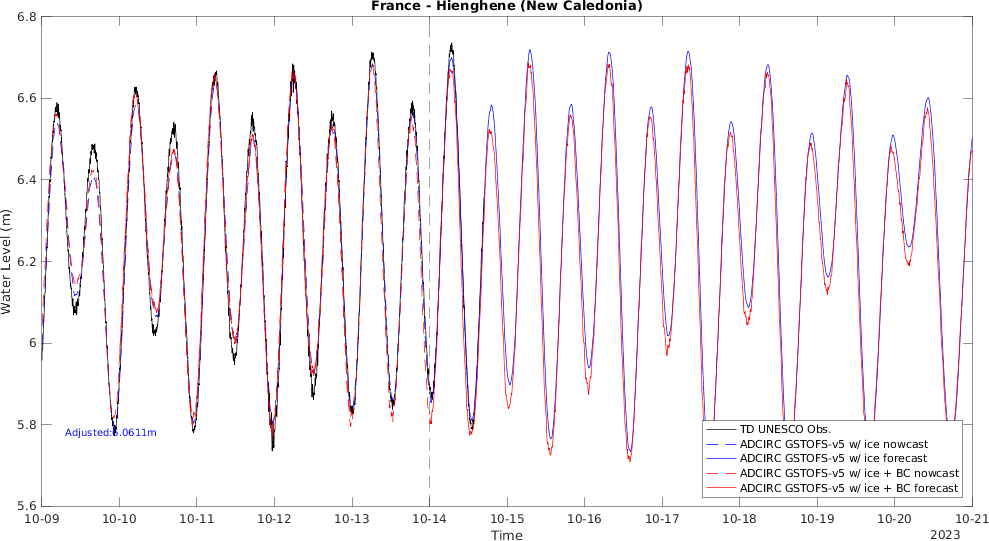 France - Hienghene (New Caledonia)
6.8
6.6
6.4
6.2
6
5.8
5.6
Water Level (m)
Adjusted:6.0611m
TD UNESCO Obs.
ADCIRC GSTOFS-v5 w/ ice nowcast
ADCIRC GSTOFS-v5 w/ ice forecast
ADCIRC GSTOFS-v5 w/ ice + BC nowcast
ADCIRC GSTOFS-v5 w/ ice + BC forecast
10-09 10-10 10-11 10-12 10-13 10-14 10-15 10-16 10-17 10-18 10-19 10-20 10-21
Time
2023